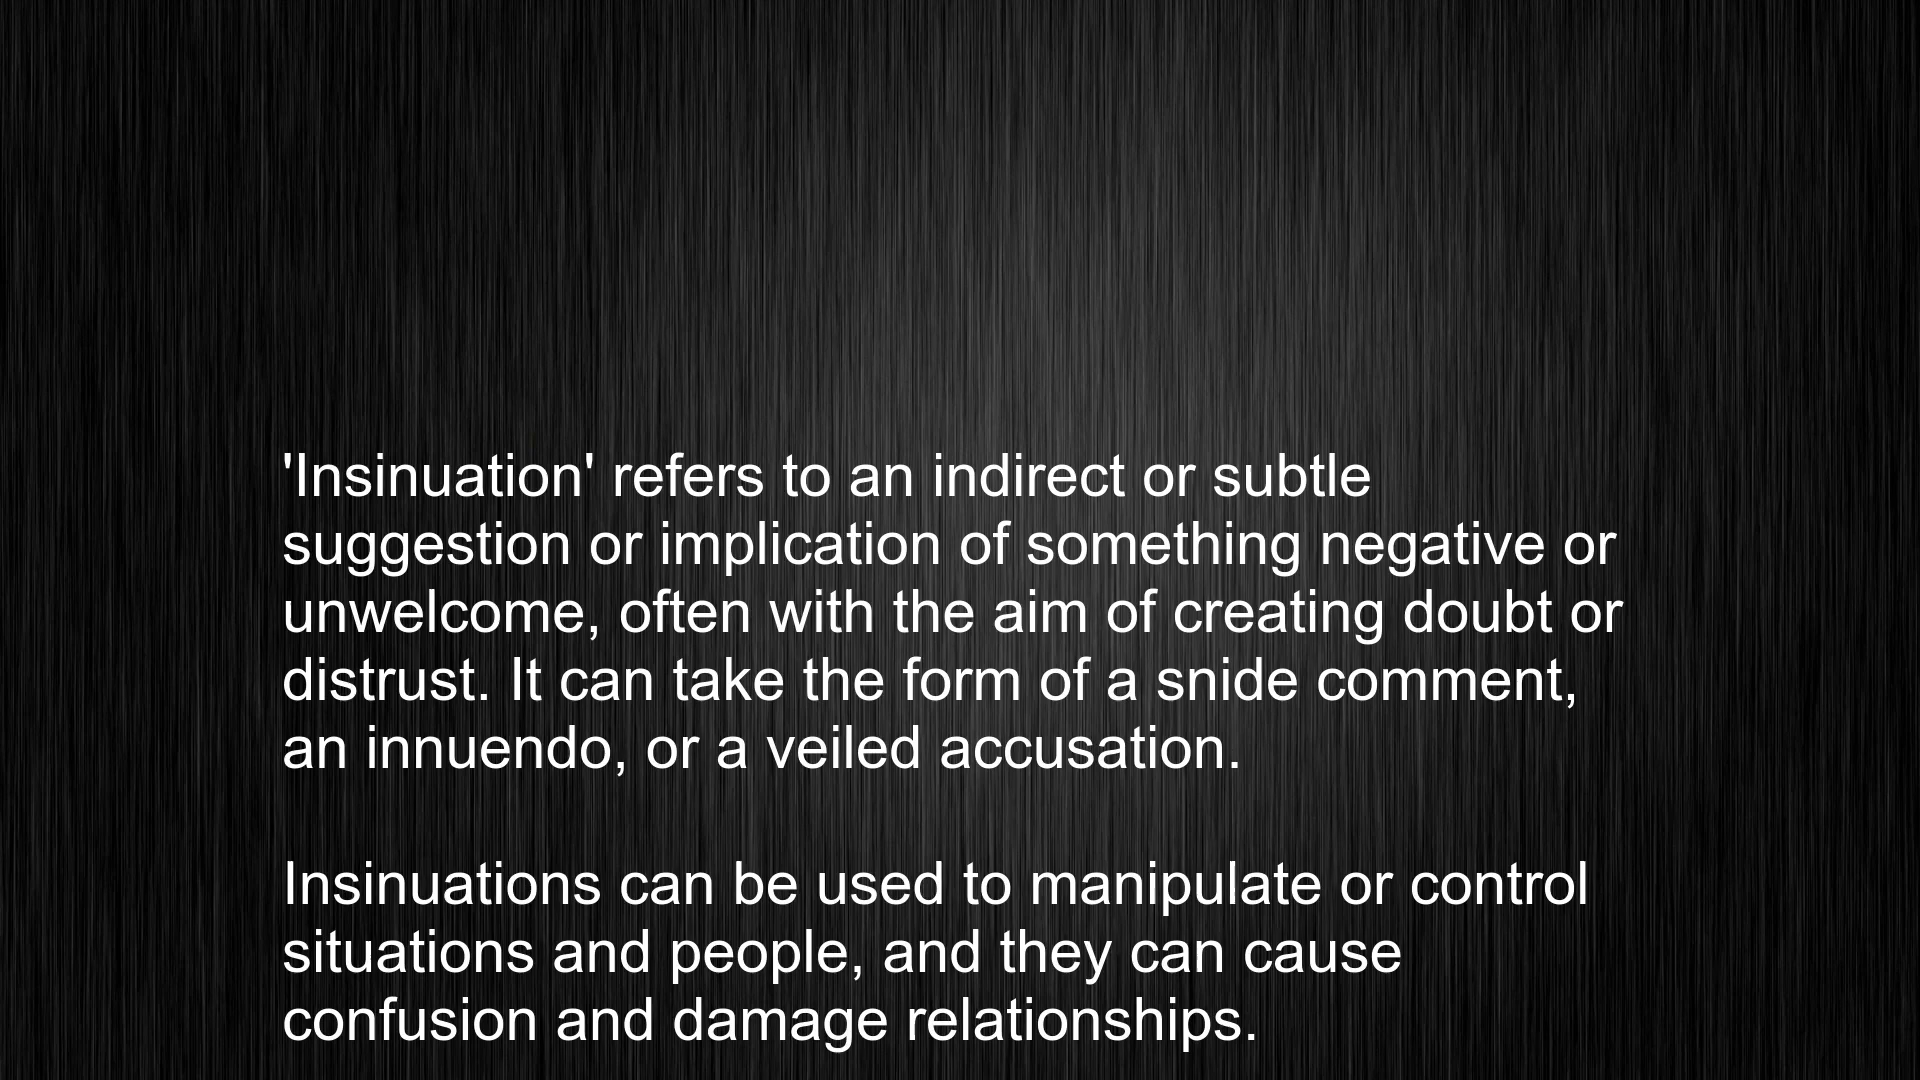 'Insinuation' refers to an indirect or subtle
suggestion or implication of something negative or
unwelcome, often with the aim of creating doubt or
distrust. It can take the form of a snide comment,
an innuendo, or a veiled accusation.
Insinuations can be used to manipulate or control
situations and people, and they can cause
confusion and damage relationships.